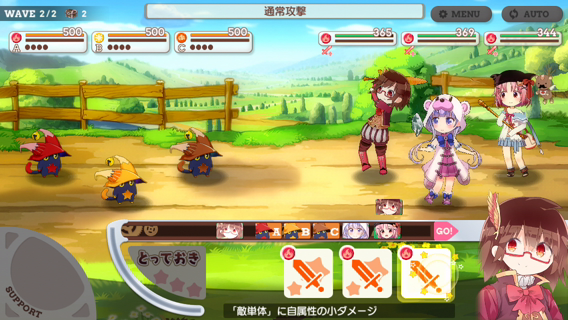 WAVE 2/2 2
通常攻撃
MENU
AUTO
500
A
500
B
500
C
365
369
344
A B C GO!
とっておき
SUPPORT
「敵単体」に自属性の小ダメージ